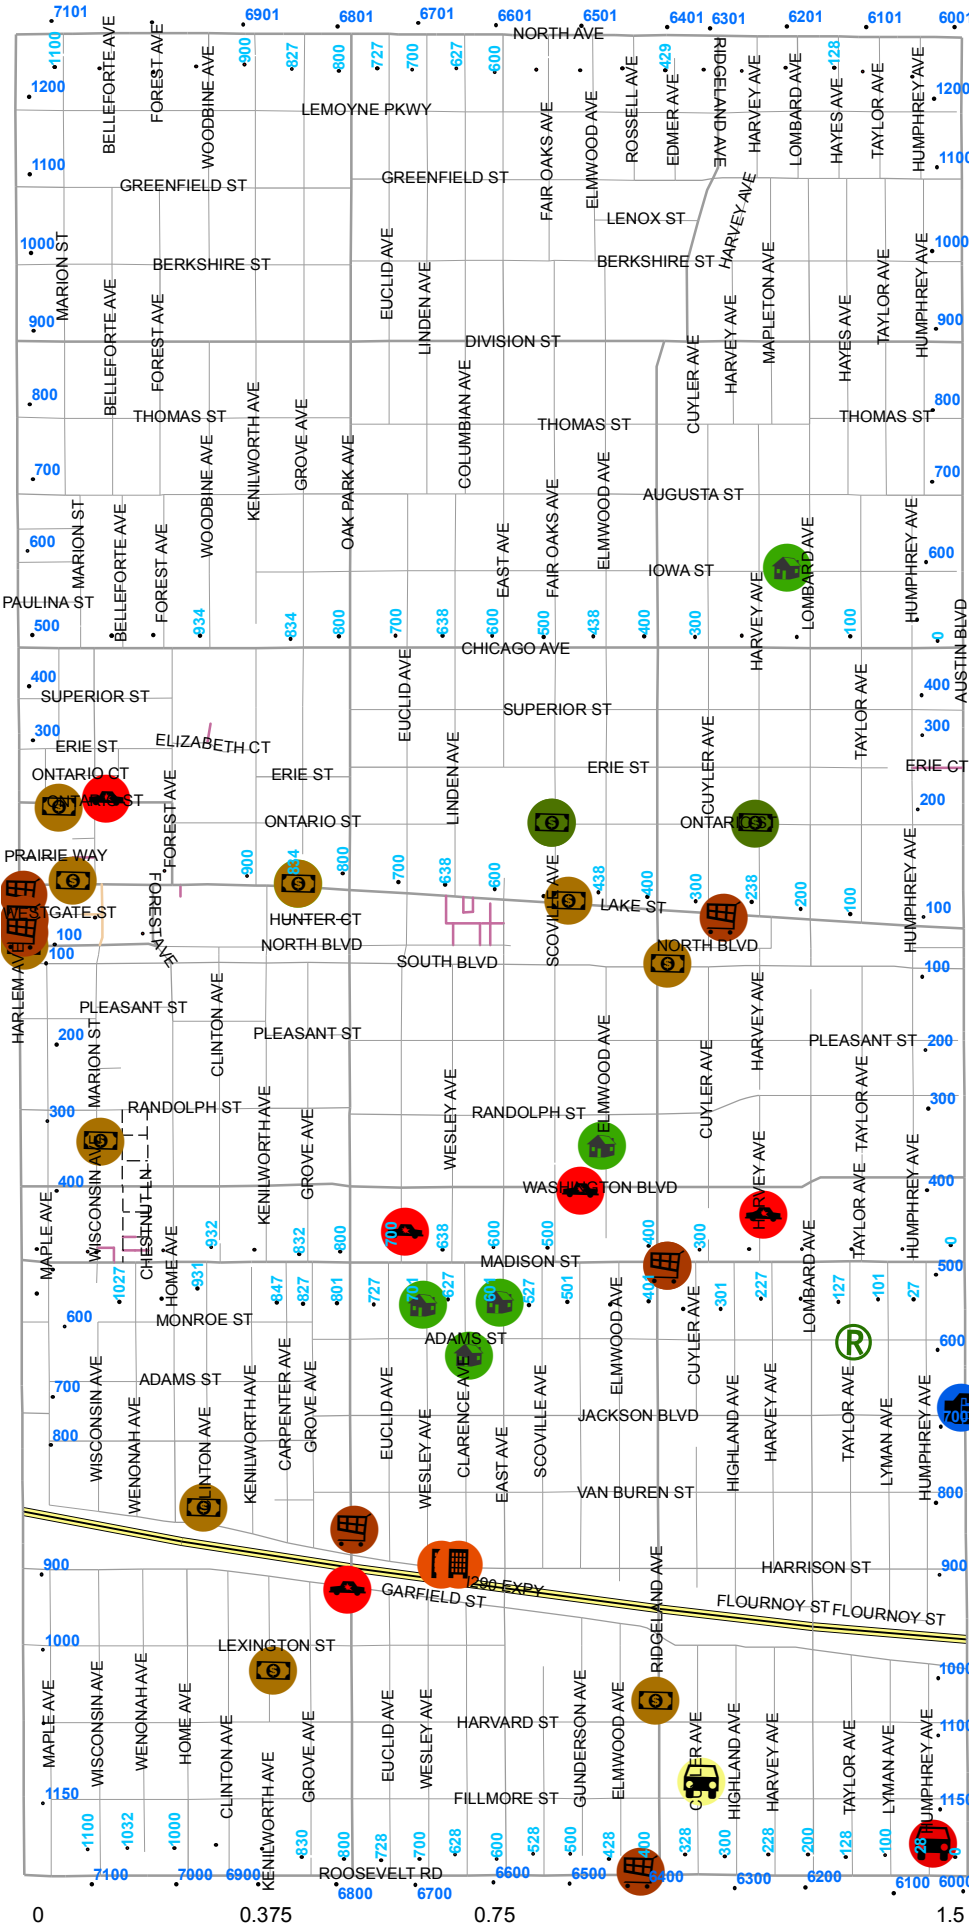 7101 6901 6801 6701 6601 6501 6401 6301 6201 6101 6001
NORTH AVE
1100 900 827 800 727 700 627 600 429 128
BELLEFORTE AVE FOREST AVE WOODBINE AVE ROSSELL AVE EDMER AVE RIDGELAND AVE HARVEY AVE LOMBARD AVE HAYES AVE TAYLOR AVE HUMPHREY AVE
1200 1200
LEMOYNE PKWY
FAIR OAKS AVE ELMWOOD AVE
1100 1100
GREENFIELD ST GREENFIELD ST
LENOX ST
HARVEY AVE
1000 1000
MARION ST EUCLID AVE LINDEN AVE MAPLETON AVE TAYLOR AVE HUMPHREY AVE
BERKSHIRE ST BERKSHIRE ST
BELLEFORTE AVE FOREST AVE HARVEY AVE HAYES AVE
900 900
DIVISION ST
CUYLER AVE
800 800
THOMAS ST THOMAS ST THOMAS ST
KENILWORTH AVE GROVE AVE COLUMBIAN AVE
WOODBINE AVE OAK PARK AVE ELMWOOD AVE
700 700
AUGUSTA ST
MARION ST BELLEFORTE AVE FOREST AVE EAST AVE FAIR OAKS AVE LOMBARD AVE HUMPHREY AVE
600 600
IOWA ST
PAULINA ST
HARVEY AVE AUSTIN BLVD
500 934 834 800 700 638 600 500 438 400 300 100 0
CHICAGO AVE
400 400
SUPERIOR ST SUPERIOR ST
EUCLID AVE TAYLOR AVE
300 300
ERIE ST ELIZABETH CT
CUYLER AVE LINDEN AVE
ONTARIO CT ERIE ST ERIE ST ERIE CT
ONTARIO ST 200
FOREST AVE
ONTARIO ST ONTARIO ST
PRAIRIE WAY
900 834 800 700 638 600 438 400 300 238 200 100
FOREST AVE SCOVILLE AVE HUMPHREY AVE
WESTGATE ST HUNTER CT LAKE ST 100
100 NORTH BLVD NORTH BLVD
100 SOUTH BLVD 100
HARLEM AVE
PLEASANT ST CLINTON AVE HARVEY AVE
200 PLEASANT ST PLEASANT ST 200
MARION ST ELMWOOD AVE CUYLER AVE TAYLOR AVE
RANDOLPH ST RANDOLPH ST
300 300
KENILWORTH AVE GROVE AVE WESLEY AVE
WISCONSIN AVE HARVEY AVE TAYLOR AVE HUMPHREY AVE
400 WASHINGTON BLVD 400
MAPLE AVE CHESTNUT LN HOME AVE LOMBARD AVE
932 832 800 700 638 600 500 400 300 0
MADISON ST
500
1027 931 847 827 801 727 701 627 601 527 501 401 301 227 127 101 27
600 MONROE ST 600
ADAMS ST
ELMWOOD AVE CUYLER AVE
®
ADAMS ST
700 700
WISCONSIN AVE WENONAH AVE CLINTON AVE KENILWORTH AVE CARPENTER AVE GROVE AVE EUCLID AVE WESLEY AVE CLARENCE AVE EAST AVE SCOVILLE AVE HIGHLAND AVE HARVEY AVE TAYLOR AVE LYMAN AVE HUMPHREY AVE
JACKSON BLVD
800
VAN BUREN ST
800
HARRISON ST
900 900
I290 EXPY
GARFIELD ST
FLOURNOY ST FLOURNOY ST
RIDGELAND AVE
1000 LEXINGTON ST
1000
MAPLE AVE WISCONSIN AVE WENONAH AVE HOME AVE CLINTON AVE KENILWORTH AVE GROVE AVE EUCLID AVE WESLEY AVE GUNDERSON AVE ELMWOOD AVE CUYLER AVE HIGHLAND AVE HARVEY AVE TAYLOR AVE LYMAN AVE HUMPHREY AVE
1100 HARVARD ST 1100
1150 FILLMORE ST 1150
1100 1032 1000 830 800 728 700 628 600 528 500 428 400 328 300 228 200 128 100 28 0
ROOSEVELT RD
7100 7000 6900 6800 6700 6600 6500 6400 6300 6200 6100 6000
0 0.375 0.75 1.5